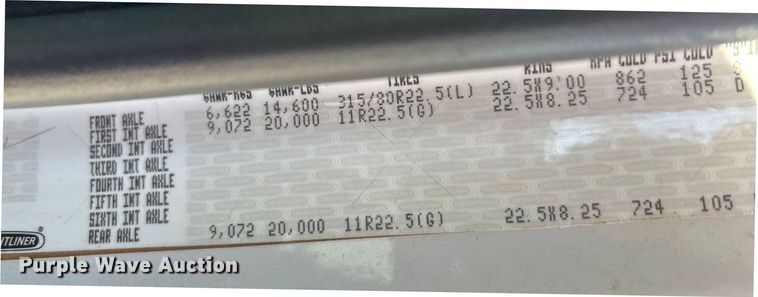 GAWR-KGS GAWR-LBS TIRES RIMS KPA COLD PSI COLD
FRONT AXLE 6,622 14,600 315/80R22.5(L) 22.5X9.00 862 125
FIRST INT AXLE 9,072 20,000 11R22.5(G) 22.5X8.25 724 105 D
SECOND INT AXLE
THIRD INT AXLE
FOURTH INT AXLE
FIFTH INT AXLE
SIXTH INT AXLE
REAR AXLE 9,072 20,000 11R22.5(G) 22.5X8.25 724 105
TLINER
Purple Wave Auction